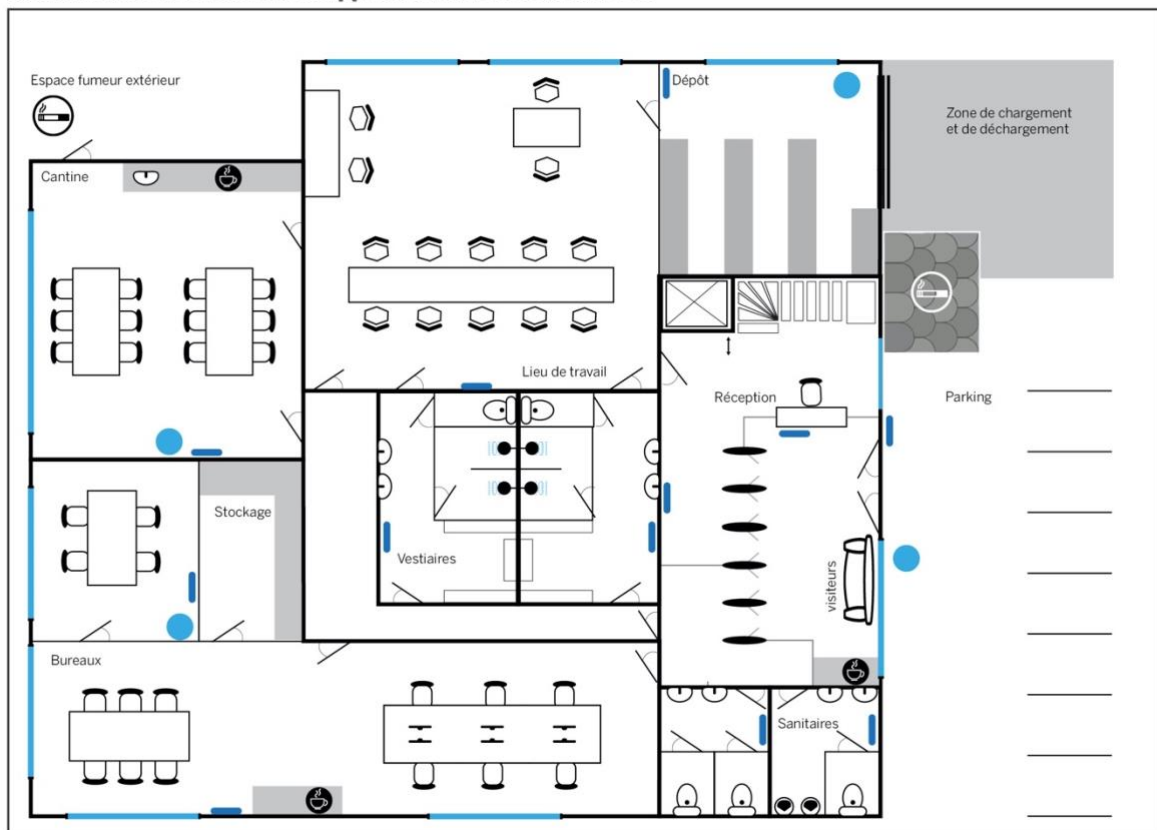 Espace fumeur extérieur
Dépôt
Zone de chargement
et de déchargement
Cantine
Lieu de travail
Réception
Parking
Stockage
Vestiaires
visiteurs
Bureaux
Sanitaires